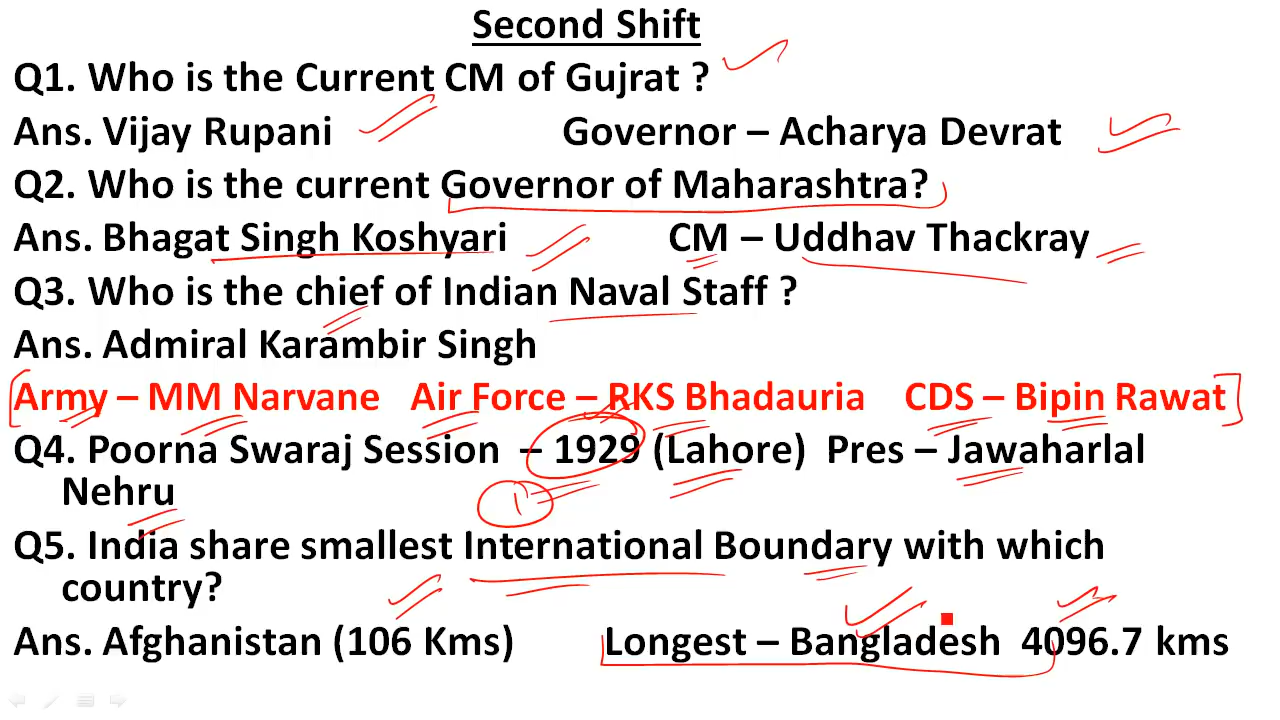 Second Shift
Q1. Who is the Current CM of Gujrat ?
Ans. Vijay Rupani Governor – Acharya Devrat
Q2. Who is the current Governor of Maharashtra?
Ans. Bhagat Singh Koshyari CM – Uddhav Thackray
Q3. Who is the chief of Indian Naval Staff ?
Ans. Admiral Karambir Singh
Army – MM Narvane Air Force – RKS Bhadauria CDS – Bipin Rawat
Q4. Poorna Swaraj Session – 1929 (Lahore) Pres – Jawaharlal
Nehru
Q5. India share smallest International Boundary with which
country?
Ans. Afghanistan (106 Kms) Longest – Bangladesh 4096.7 kms